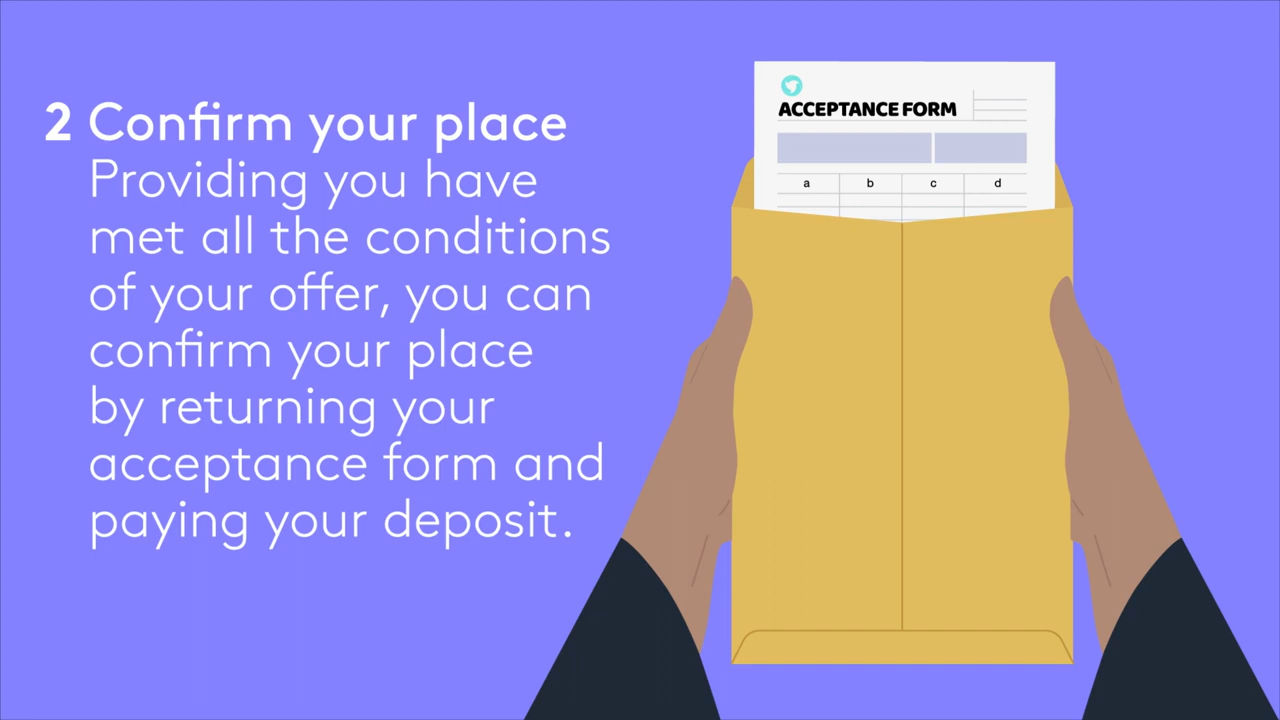 2 Confirm your place
Providing you have
met all the conditions
of your offer, you can
confirm your place
by returning your
acceptance form and
paying your deposit.
ACCEPTANCE FORM
a b c d